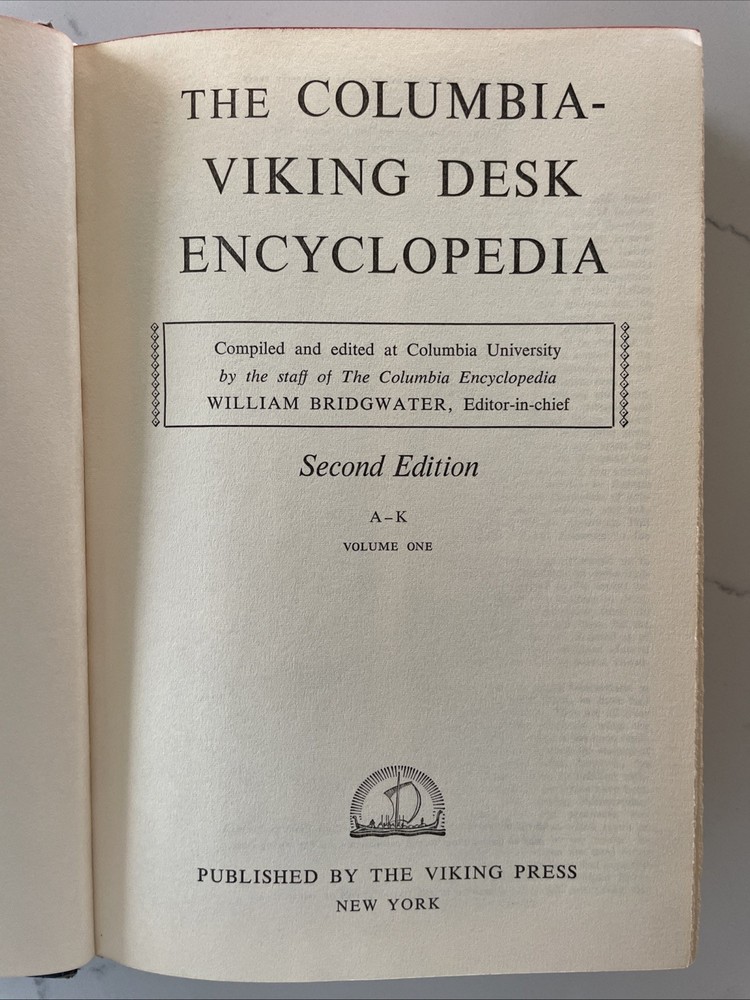 THE COLUMBIA-
VIKING DESK
ENCYCLOPEDIA
Compiled and edited at Columbia University
by the staff of The Columbia Encyclopedia
WILLIAM BRIDGWATER, Editor-in-chief
Second Edition
A–K
VOLUME ONE
PUBLISHED BY THE VIKING PRESS
NEW YORK